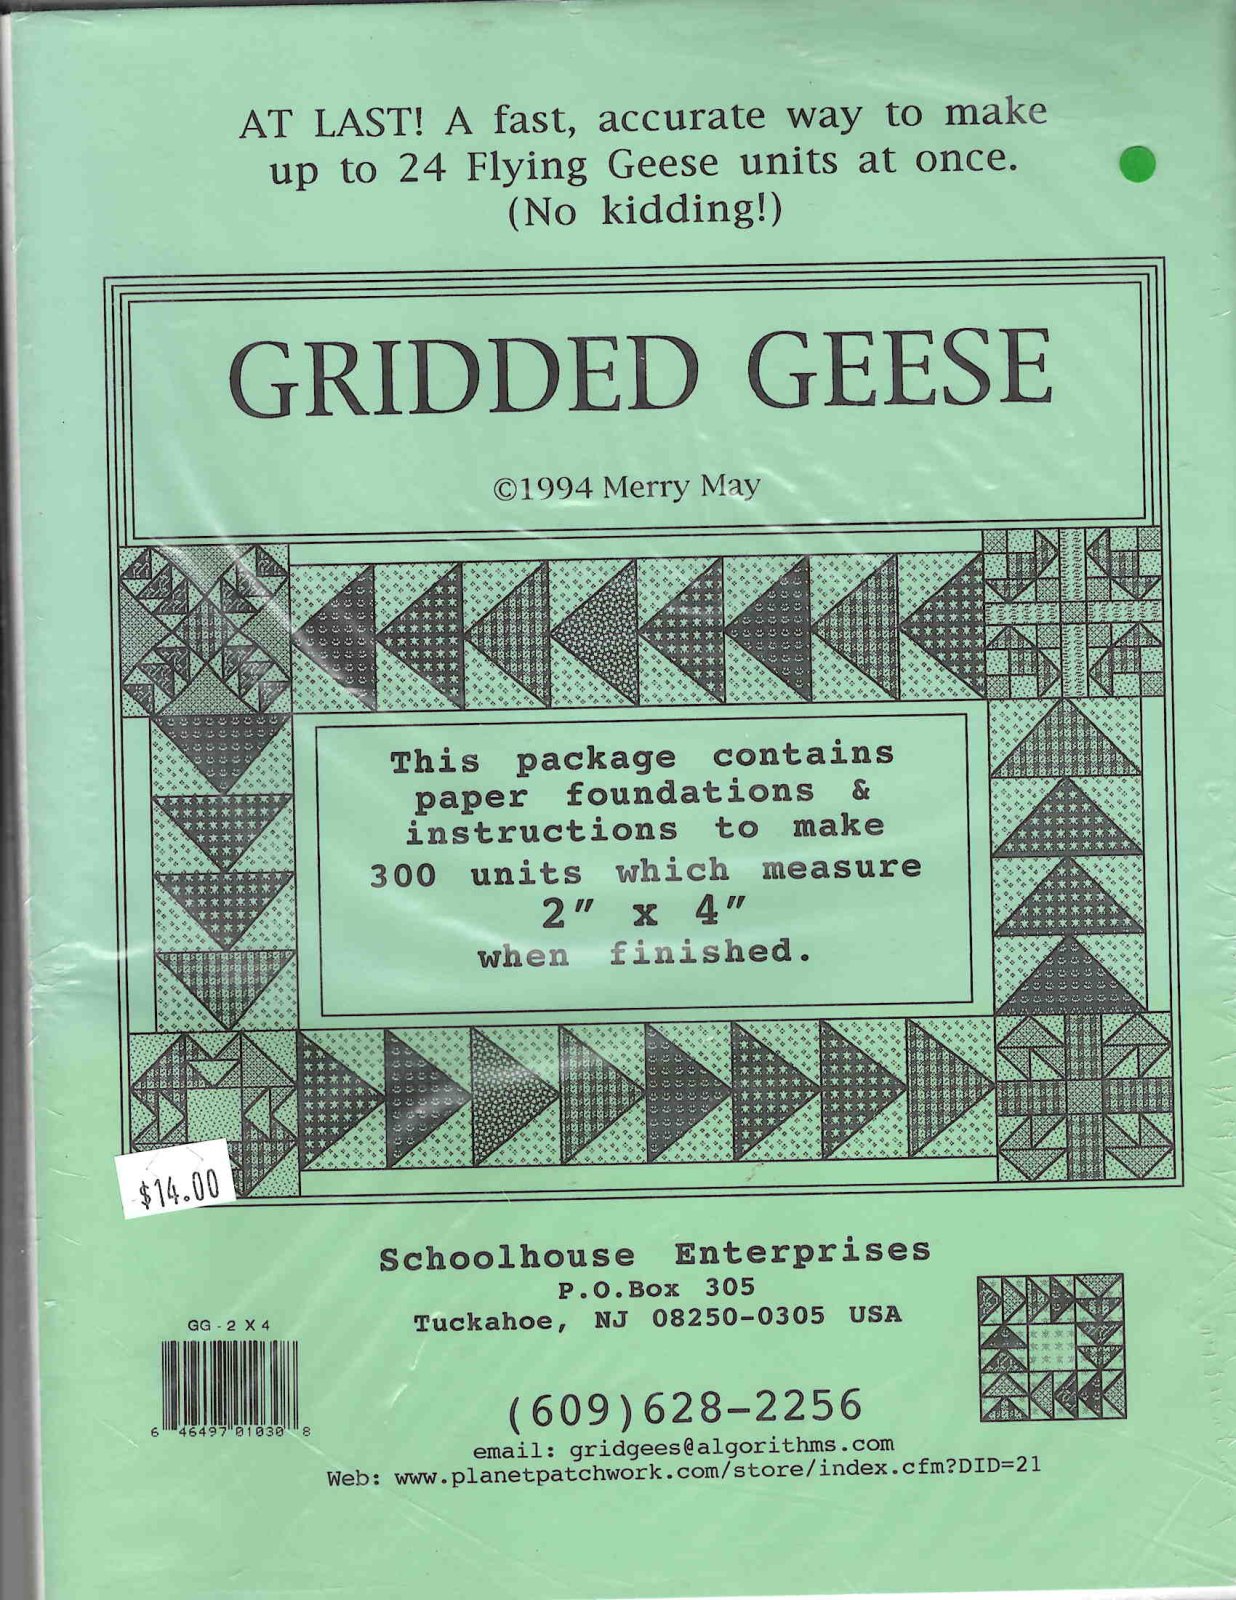 AT LAST! A fast, accurate way to make
up to 24 Flying Geese units at once.
(No kidding!)
GRIDDED GEESE
©1994 Merry May
This package contains
paper foundations &
instructions to make
300 units which measure
2" x 4"
when finished.
$14.00
Schoolhouse Enterprises
P.O.Box 305
Tuckahoe, NJ 08250-0305 USA
GG - 2 X 4
6 46497 01030 8
(609)628-2256
email: gridgees@algorithms.com
Web: www.planetpatchwork.com/store/index.cfm?DID=21